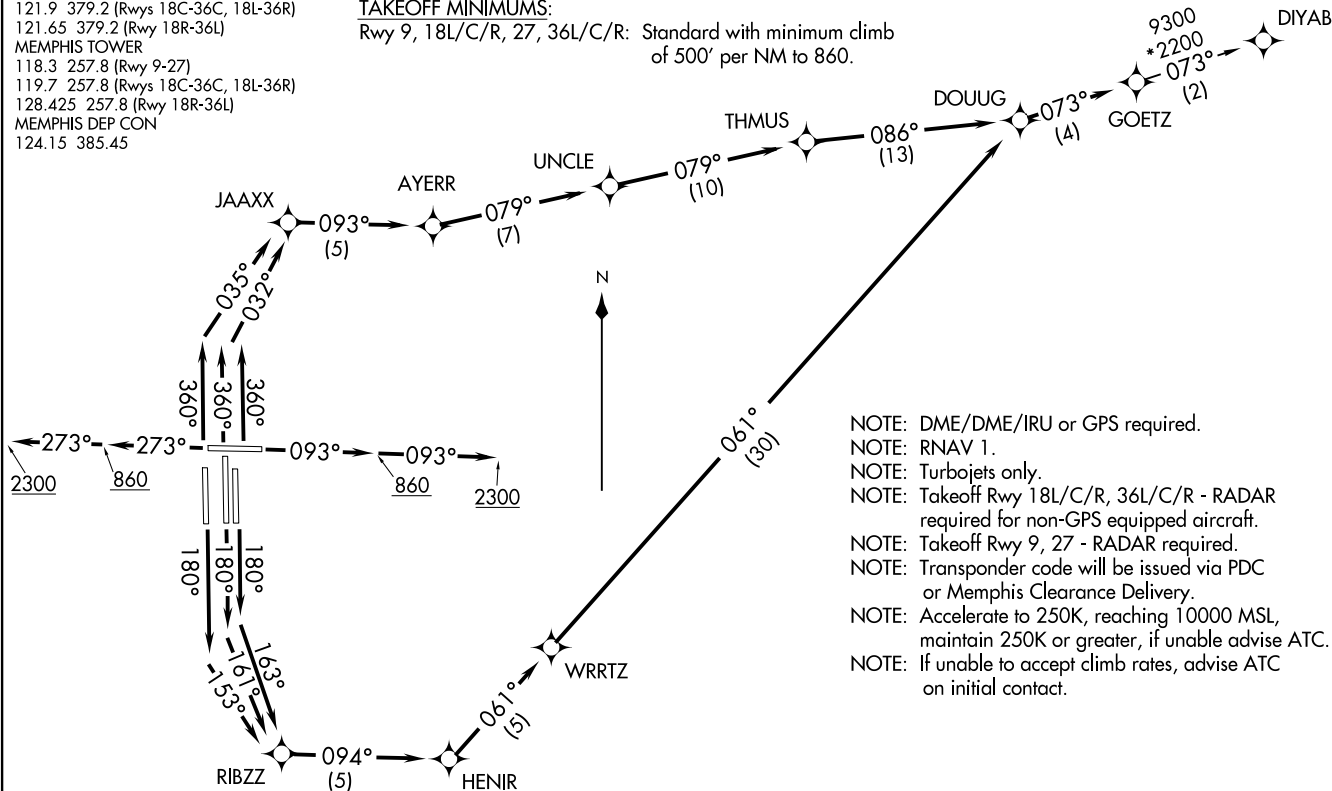 121.9 379.2 (Rwys 18C-36C, 18L-36R)
121.65 379.2 (Rwy 18R-36L)
MEMPHIS TOWER
118.3 257.8 (Rwy 9-27)
119.7 257.8 (Rwys 18C-36C, 18L-36R)
128.425 257.8 (Rwy 18R-36L)
MEMPHIS DEP CON
124.15 385.45
TAKEOFF MINIMUMS:
Rwy 9, 18L/C/R, 27, 36L/C/R: Standard with minimum climb
of 500' per NM to 860.
9300
*2200
DIYAB
073°
(2)
GOETZ
DOUUG
073°
(4)
THMUS
086°
(13)
UNCLE
079°
(10)
AYERR
079°
(7)
JAAXX
093°
(5)
035°
032°
N
360°
360°
360°
273°
273°
093°
093°
2300
860
860
2300
061°
(30)
180°
180°
180°
163°
161°
153°
WRRTZ
061°
(5)
RIBZZ
094°
(5)
HENIR
NOTE: DME/DME/IRU or GPS required.
NOTE: RNAV 1.
NOTE: Turbojets only.
NOTE: Takeoff Rwy 18L/C/R, 36L/C/R - RADAR
required for non-GPS equipped aircraft.
NOTE: Takeoff Rwy 9, 27 - RADAR required.
NOTE: Transponder code will be issued via PDC
or Memphis Clearance Delivery.
NOTE: Accelerate to 250K, reaching 10000 MSL,
maintain 250K or greater, if unable advise ATC.
NOTE: If unable to accept climb rates, advise ATC
on initial contact.